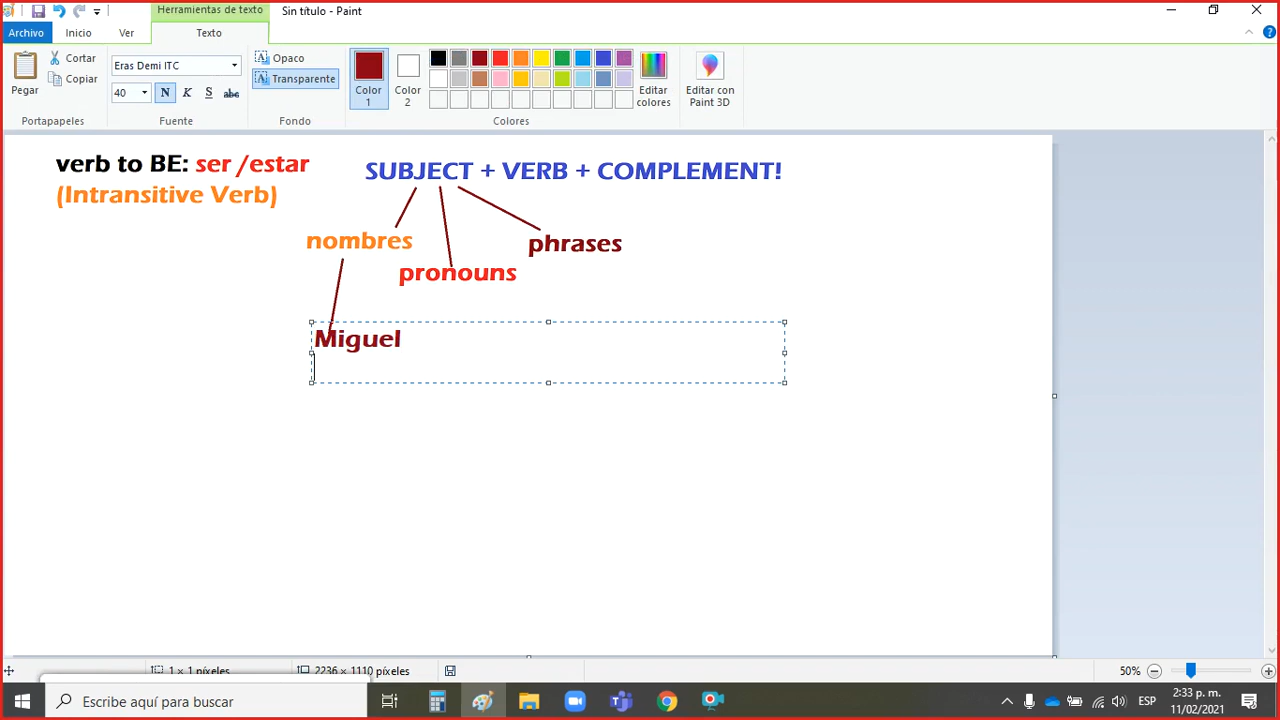 Herramientas de texto
Sin título - Paint
Archivo
Inicio
Ver
Texto
Pegar
Cortar
Copiar
Portapapeles
Eras Demi ITC
40
N
K
S
abc
Fuente
Opaco
Transparente
Fondo
Color 1
Color 2
Editar colores
Editar con Paint 3D
Colores
verb to BE: ser /estar
(Intransitive Verb)
SUBJECT + VERB + COMPLEMENT!
nombres
phrases
pronouns
Miguel
1 × 1 píxeles
2236 × 1110 píxeles
50%
Escribe aquí para buscar
ESP
2:33 p. m.
11/02/2021